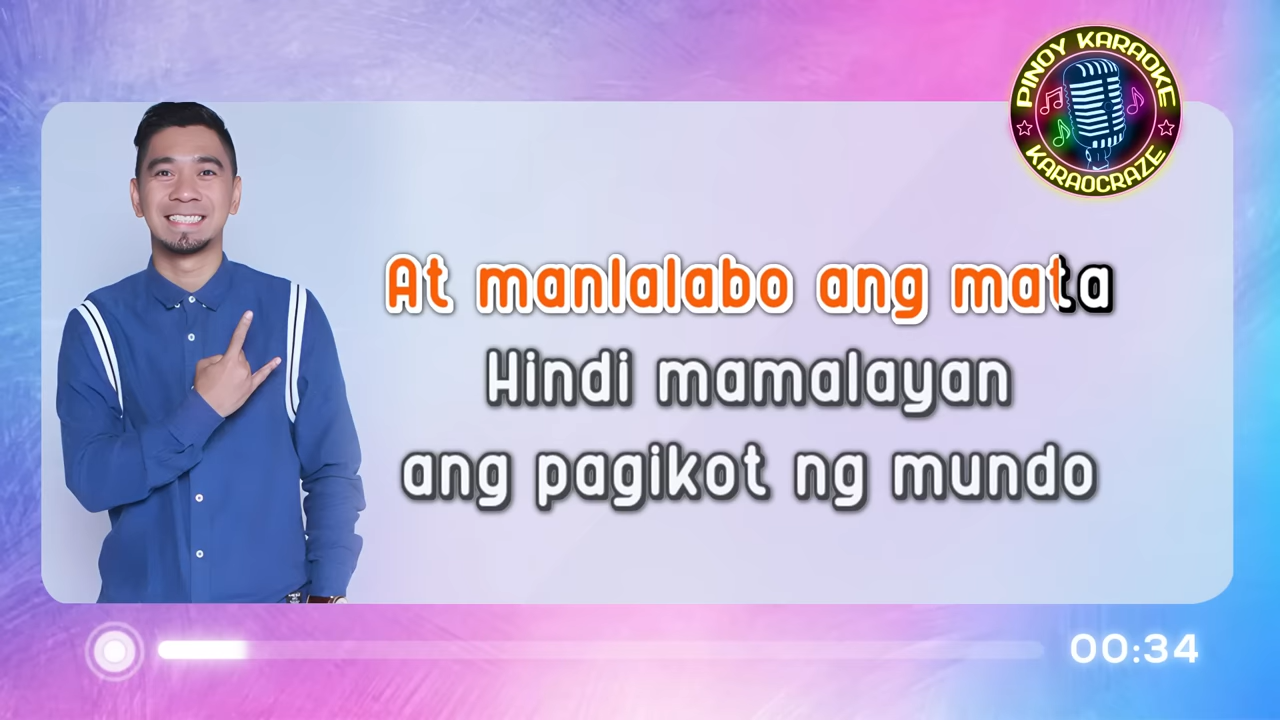 PINOY KARAOKE
KARAOCRAZE
At manlalabo ang mata
Hindi mamalayan
ang pagikot ng mundo
00:34